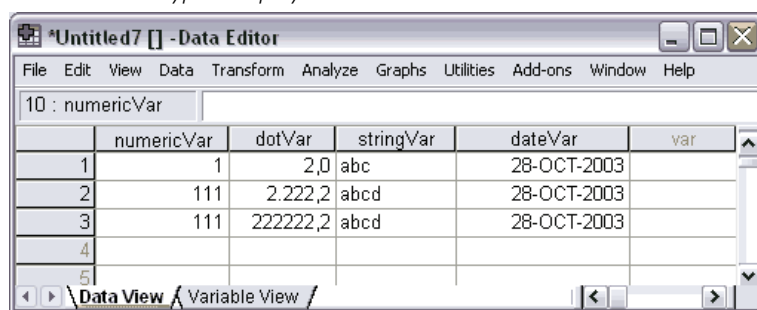 *Untitled7 [] - Data Editor
File Edit View Data Transform Analyze Graphs Utilities Add-ons Window Help
10 : numericVar
numericVar dotVar stringVar dateVar var
1 1 2,0 abc 28-OCT-2003
2 111 2.222,2 abcd 28-OCT-2003
3 111 222222,2 abcd 28-OCT-2003
4
5
Data View Variable View